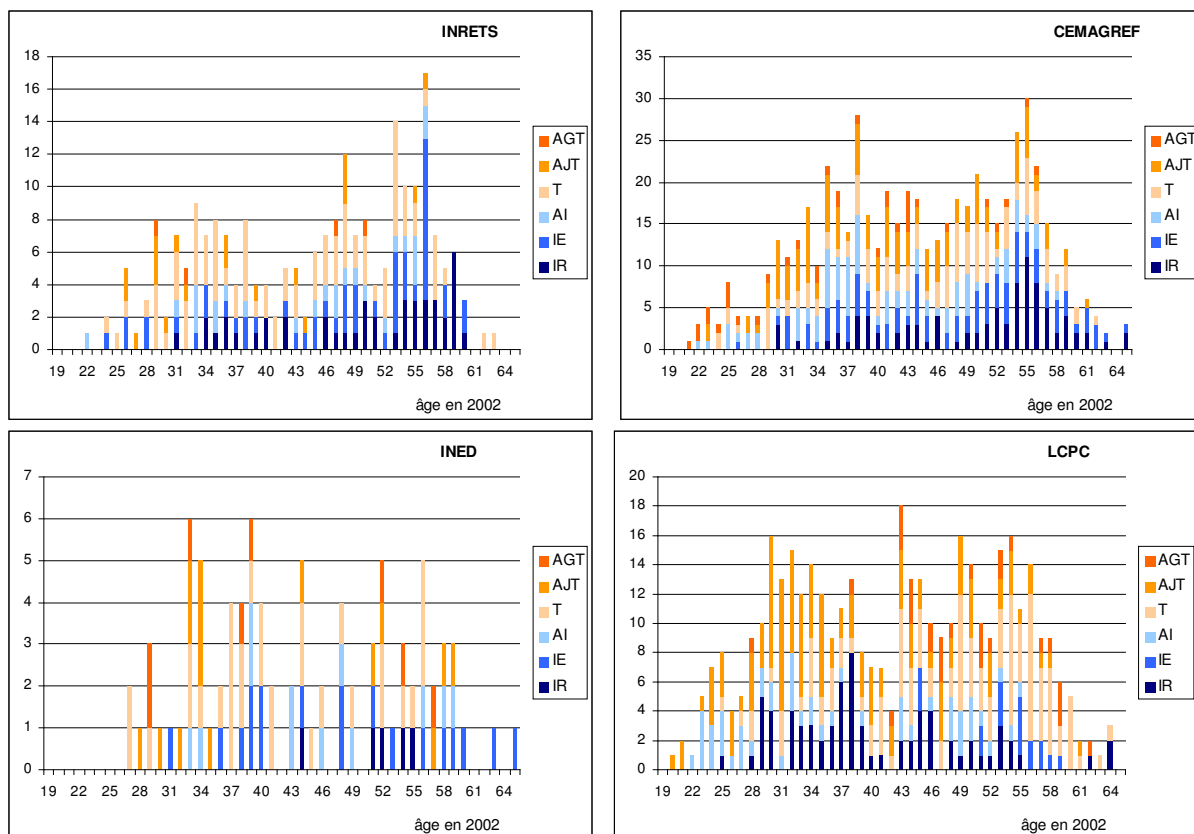 INRETS
18
16
14
12
10
8
6
4
2
0
19 22 25 28 31 34 37 40 43 46 49 52 55 58 61 64
âge en 2002
AGT
AJT
T
AI
IE
IR
CEMAGREF
35
30
25
20
15
10
5
0
19 22 25 28 31 34 37 40 43 46 49 52 55 58 61 64
âge en 2002
AGT
AJT
T
AI
IE
IR
INED
7
6
5
4
3
2
1
0
19 22 25 28 31 34 37 40 43 46 49 52 55 58 61 64
âge en 2002
AGT
AJT
T
AI
IE
IR
LCPC
20
18
16
14
12
10
8
6
4
2
0
19 22 25 28 31 34 37 40 43 46 49 52 55 58 61 64
âge en 2002
AGT
AJT
T
AI
IE
IR